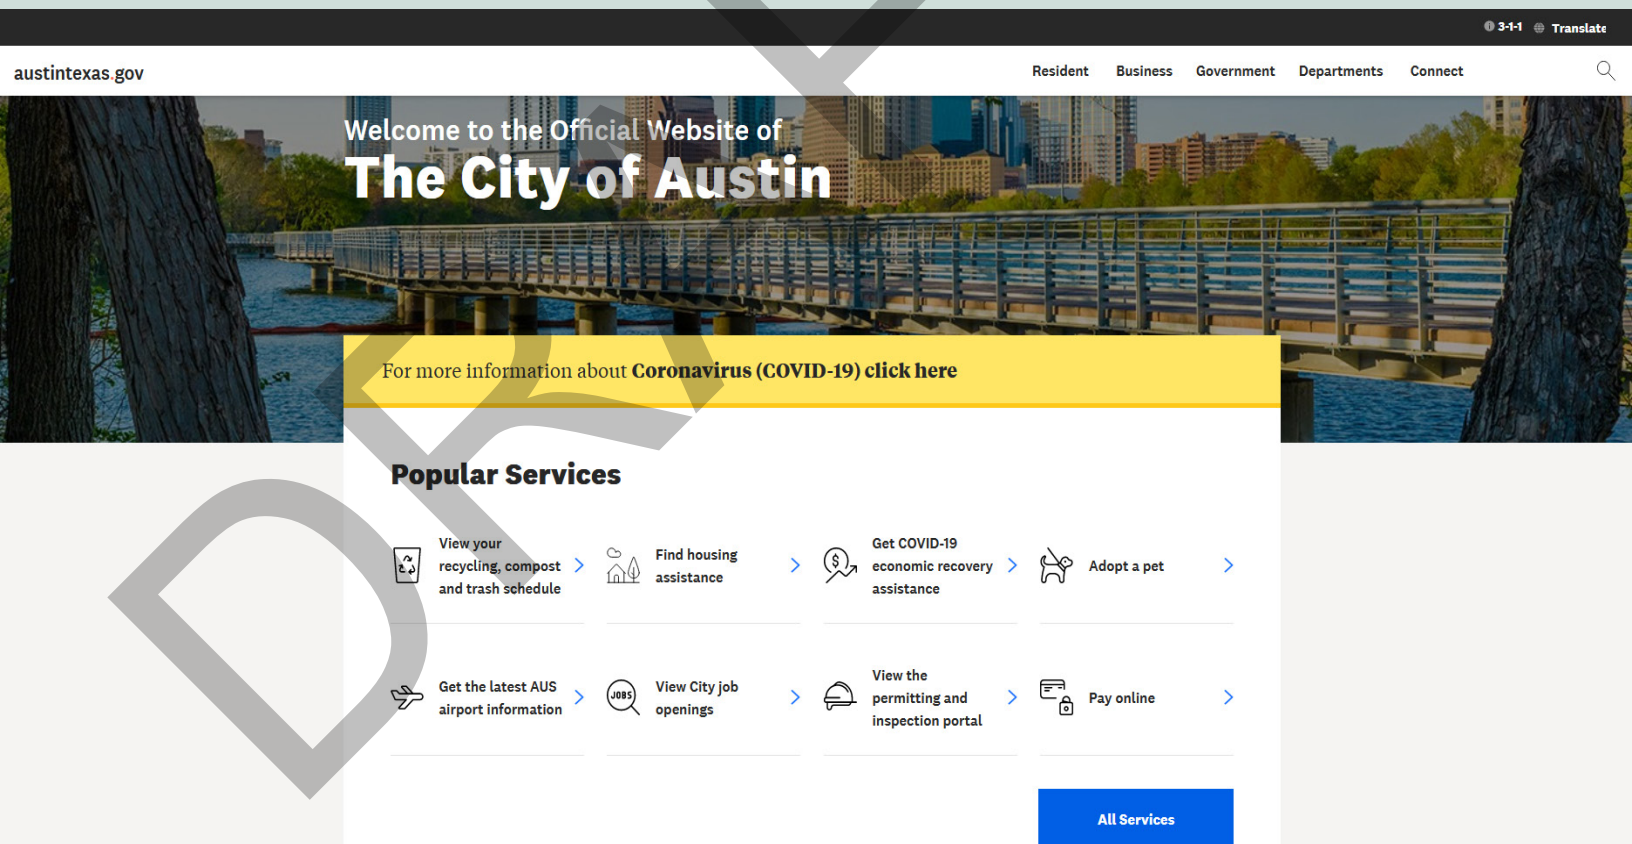 3-1-1 Translate
austintexas.gov
Resident Business Government Departments Connect
Welcome to the Official Website of
The City of Austin
For more information about Coronavirus (COVID-19) click here
Popular Services
View your
recycling, compost
and trash schedule
Find housing
assistance
Get COVID-19
economic recovery
assistance
Adopt a pet
Get the latest AUS
airport information
JOBS
View City job
openings
View the
permitting and
inspection portal
Pay online
All Services